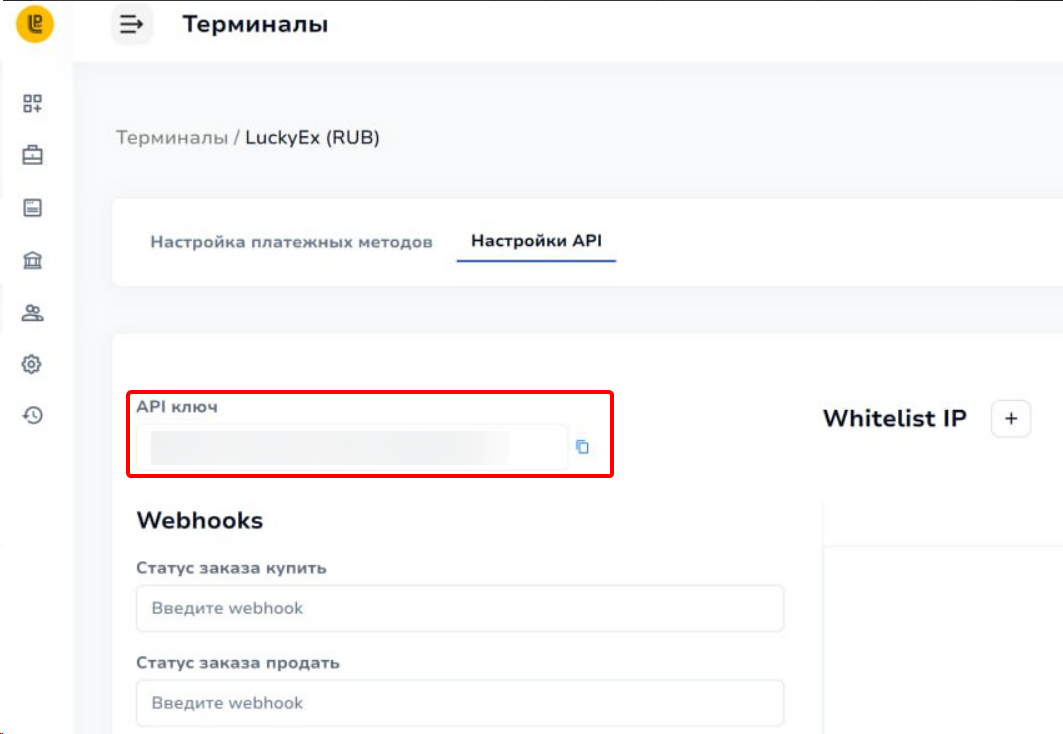 Терминалы
Терминалы / LuckyEx (RUB)
Настройка платежных методов
Настройки API
API ключ
Whitelist IP +
Webhooks
Статус заказа купить
Введите webhook
Статус заказа продать
Введите webhook